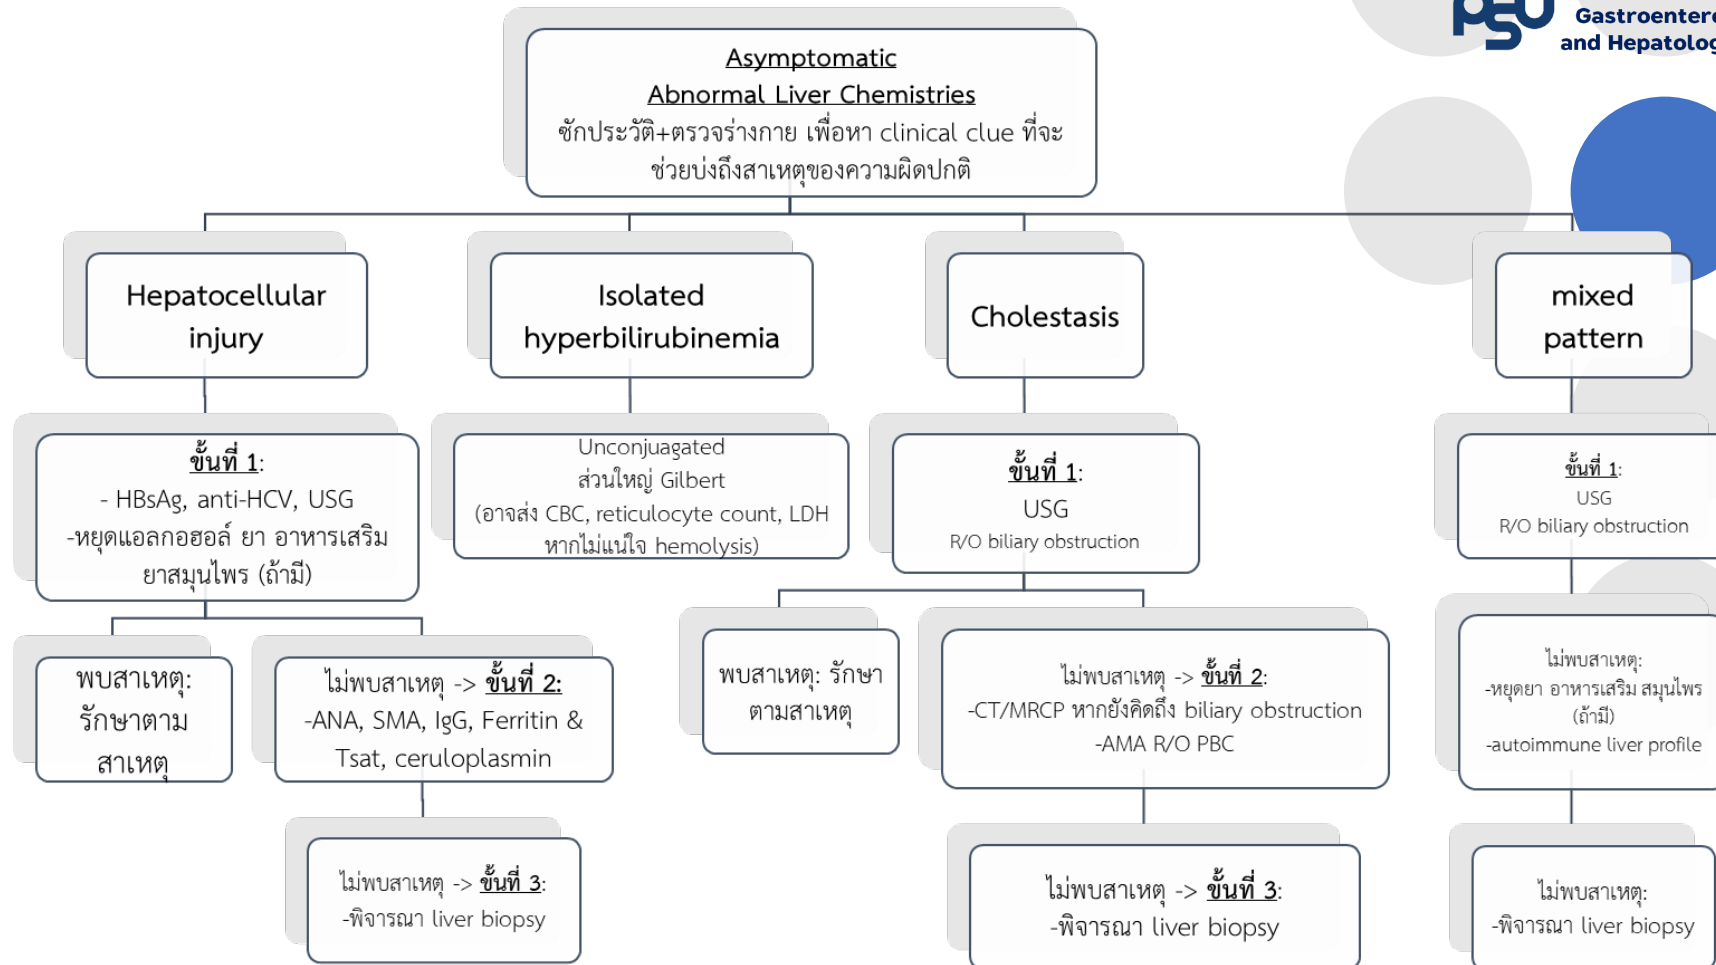 PSU
Gastroentero
and Hepatolog
Asymptomatic
Abnormal Liver Chemistries
ซักประวัติ+ตรวจร่างกาย เพื่อหา clinical clue ที่จะ
ช่วยบ่งถึงสาเหตุของความผิดปกติ
Hepatocellular
injury
Isolated
hyperbilirubinemia
Cholestasis
mixed
pattern
ขั้นที่ 1:
- HBsAg, anti-HCV, USG
-หยุดแอลกอฮอล์ ยา อาหารเสริม
ยาสมุนไพร (ถ้ามี)
Unconjuagated
ส่วนใหญ่ Gilbert
(อาจส่ง CBC, reticulocyte count, LDH
หากไม่แน่ใจ hemolysis)
ขั้นที่ 1:
USG
R/O biliary obstruction
ขั้นที่ 1:
USG
R/O biliary obstruction
พบสาเหตุ:
รักษาตาม
สาเหตุ
ไม่พบสาเหตุ -> ขั้นที่ 2:
-ANA, SMA, IgG, Ferritin &
Tsat, ceruloplasmin
พบสาเหตุ: รักษา
ตามสาเหตุ
ไม่พบสาเหตุ -> ขั้นที่ 2:
-CT/MRCP หากยังคิดถึง biliary obstruction
-AMA R/O PBC
ไม่พบสาเหตุ:
-หยุดยา อาหารเสริม สมุนไพร
(ถ้ามี)
-autoimmune liver profile
ไม่พบสาเหตุ -> ขั้นที่ 3:
-พิจารณา liver biopsy
ไม่พบสาเหตุ -> ขั้นที่ 3:
-พิจารณา liver biopsy
ไม่พบสาเหตุ:
-พิจารณา liver biopsy